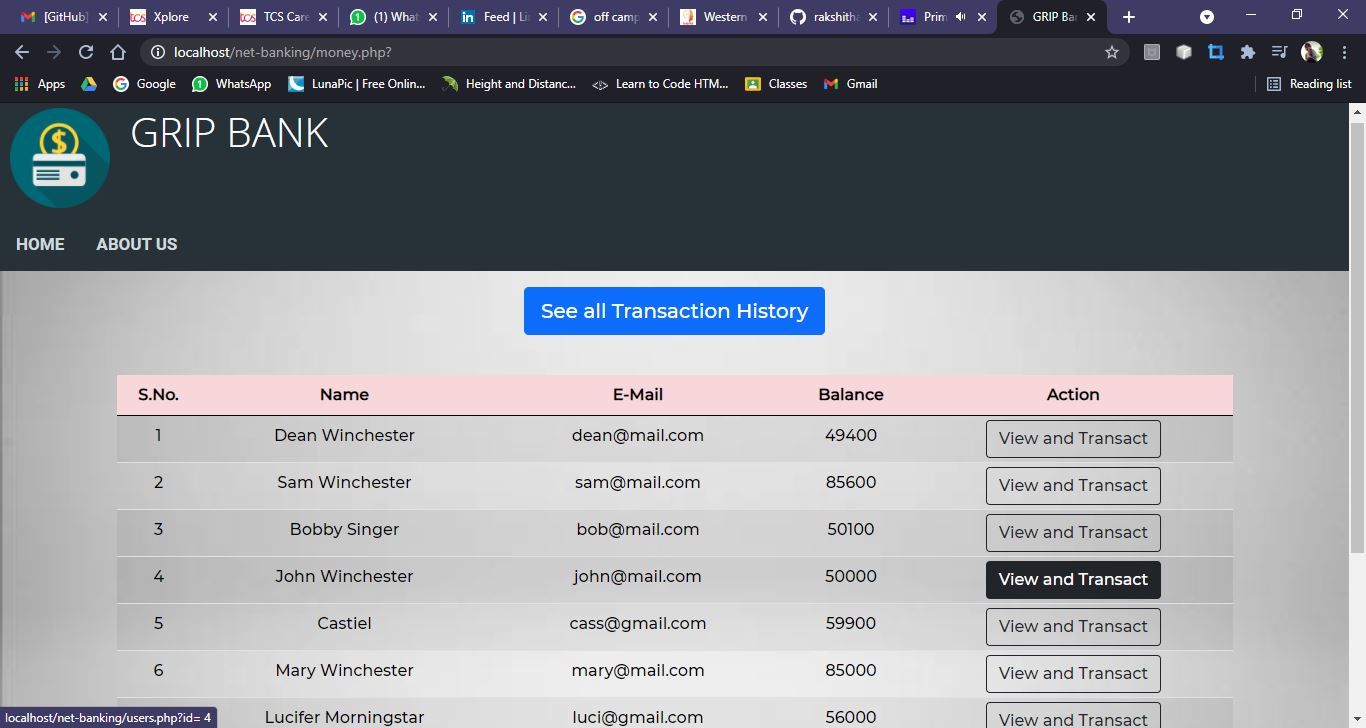 [GitHub] Xplore TCS Care (1) What Feed | Li off camp Western rakshitha Prim GRIP Ba
localhost/net-banking/money.php?
Apps Google WhatsApp LunaPic | Free Onlin... Height and Distanc... Learn to Code HTM... Classes Gmail Reading list
GRIP BANK
HOME ABOUT US
See all Transaction History
S.No. Name E-Mail Balance Action
1 Dean Winchester dean@mail.com 49400 View and Transact
2 Sam Winchester sam@mail.com 85600 View and Transact
3 Bobby Singer bob@mail.com 50100 View and Transact
4 John Winchester john@mail.com 50000 View and Transact
5 Castiel cass@gmail.com 59900 View and Transact
6 Mary Winchester mary@mail.com 85000 View and Transact
Lucifer Morningstar luci@gmail.com 56000 View and Transact
localhost/net-banking/users.php?id= 4